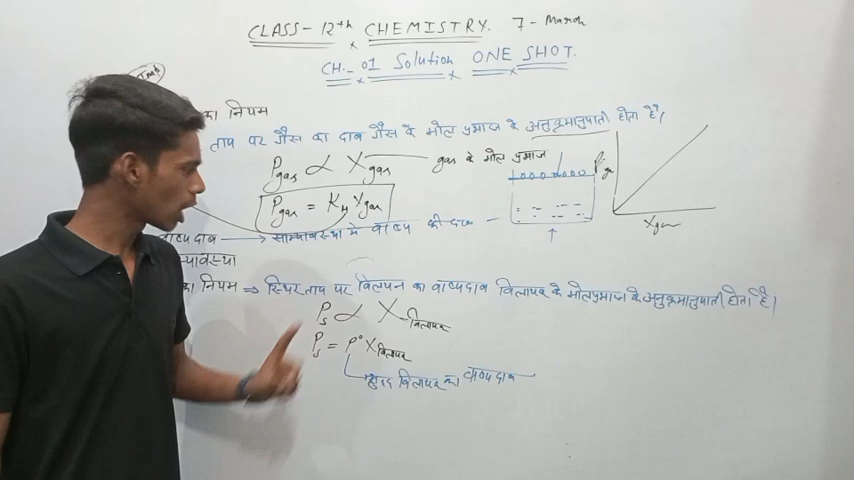 CLASS - 12th CHEMISTRY. 7 - March
CH. - 01 Solution ONE SHOT.
का नियम
ताप पर गैस का दाब गैस के मोल प्रभाज के अनुक्रमानुपाती होता है।
Pgas ∝ Xgas — gas के मोल प्रभाज
Pgas = KH Xgas
Xgas
वाष्पदाब → साम्यावस्था में वाष्प की दाब -
म्यावस्था
का नियम ⇒ स्थिर ताप पर विलयन का वाष्पदाब विलायक के मोलप्रभाज के अनुक्रमानुपाती होता है।
Ps ∝ Xविलायक
Ps = P° Xविलायक
शुद्ध विलायक का वाष्पदाब